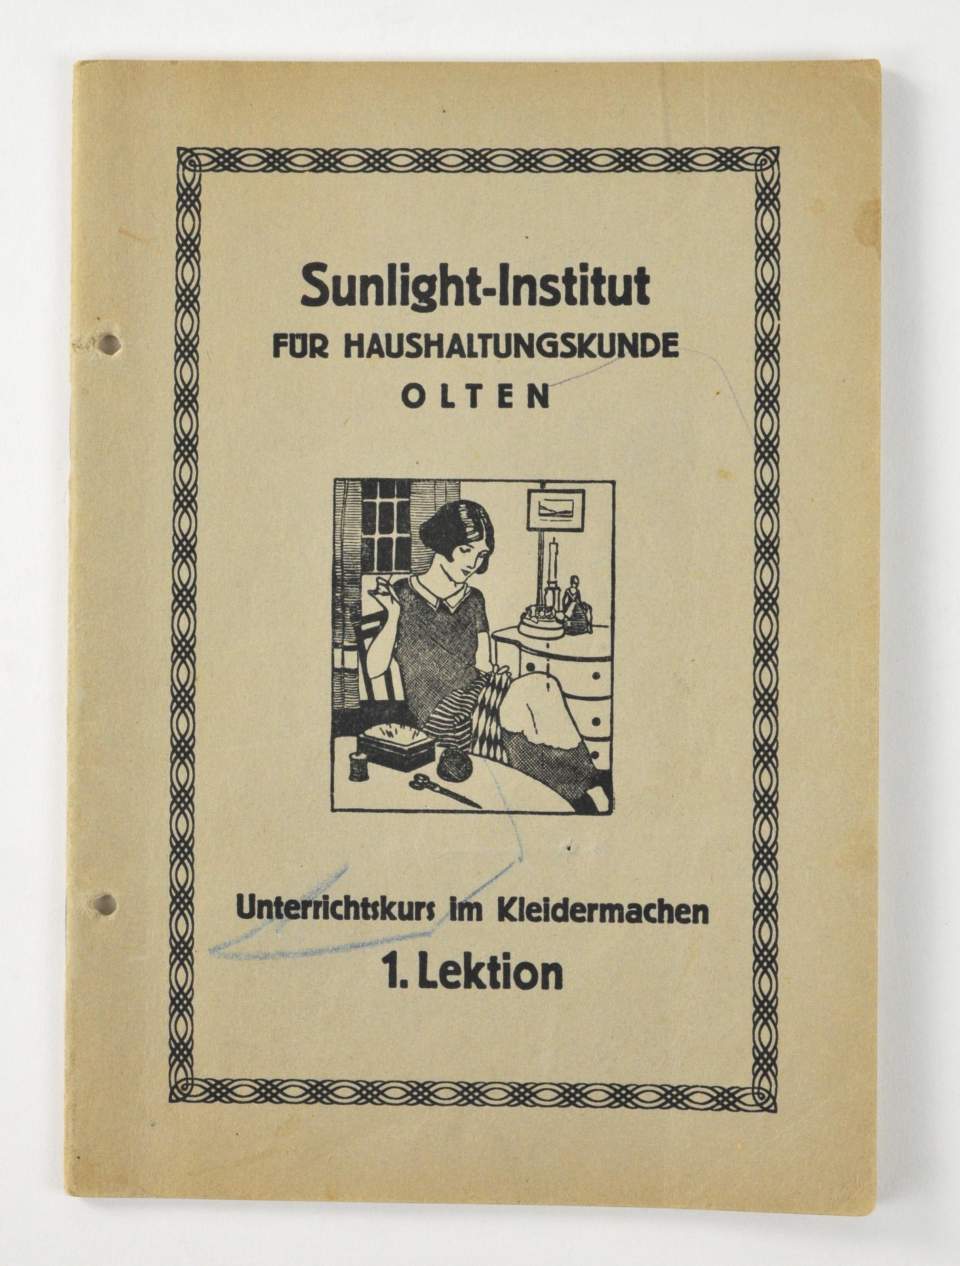 Sunlight-Institut
FÜR HAUSHALTUNGSKUNDE
OLTEN
Unterrichtskurs im Kleidermachen
1. Lektion